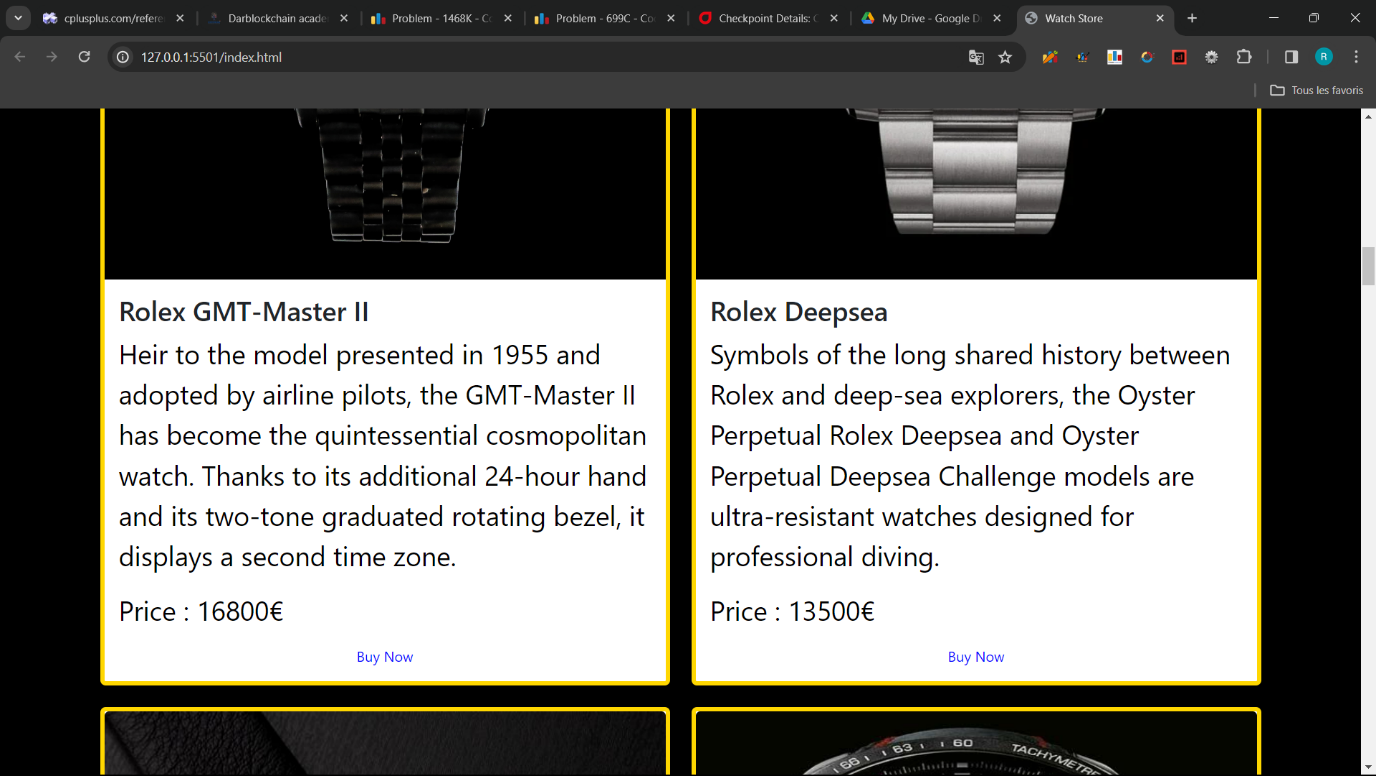 cplusplus.com/refere
Darblockchain acade
Problem - 1468K - Co
Problem - 699C - Co
Checkpoint Details: C
My Drive - Google D
Watch Store
127.0.0.1:5501/index.html
R
Tous les favoris
Rolex GMT-Master II
Heir to the model presented in 1955 and
adopted by airline pilots, the GMT-Master II
has become the quintessential cosmopolitan
watch. Thanks to its additional 24-hour hand
and its two-tone graduated rotating bezel, it
displays a second time zone.
Price : 16800€
Buy Now
Rolex Deepsea
Symbols of the long shared history between
Rolex and deep-sea explorers, the Oyster
Perpetual Rolex Deepsea and Oyster
Perpetual Deepsea Challenge models are
ultra-resistant watches designed for
professional diving.
Price : 13500€
Buy Now
66 63 60 TACHYMETRE